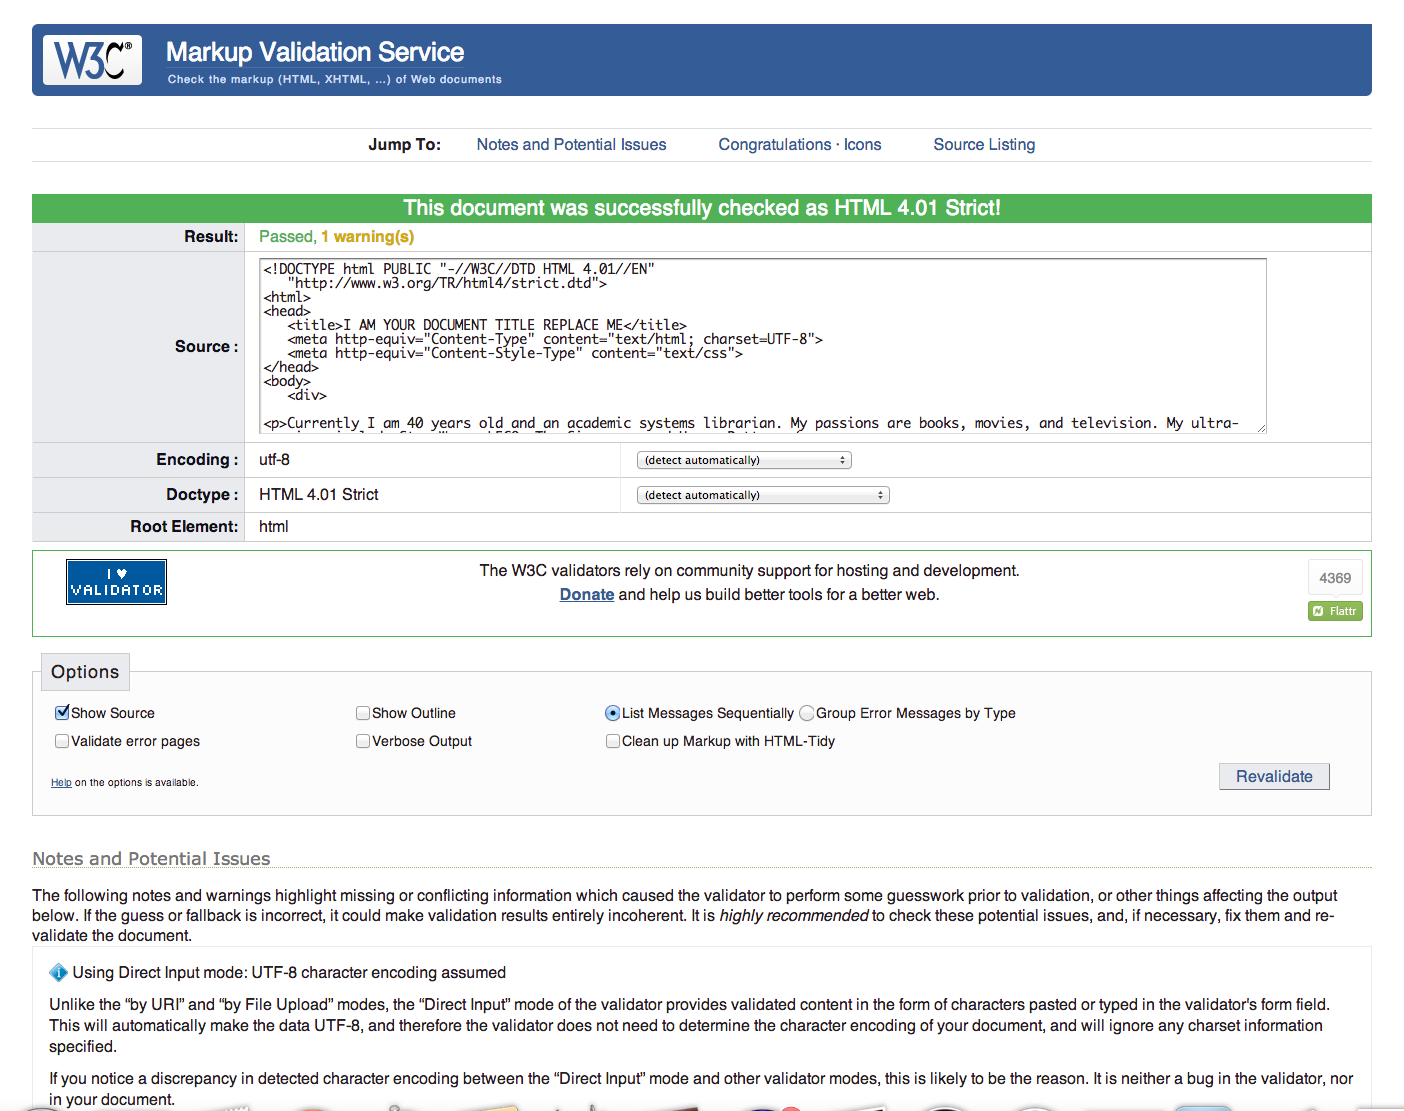 W3C®
Markup Validation Service
Check the markup (HTML, XHTML, ...) of Web documents
Jump To: Notes and Potential Issues Congratulations · Icons Source Listing
This document was successfully checked as HTML 4.01 Strict!
Result: Passed, 1 warning(s)
Source :
<!DOCTYPE html PUBLIC "-//W3C//DTD HTML 4.01//EN"
"http://www.w3.org/TR/html4/strict.dtd">
<html>
<head>
<title>I AM YOUR DOCUMENT TITLE REPLACE ME</title>
<meta http-equiv="Content-Type" content="text/html; charset=UTF-8">
<meta http-equiv="Content-Style-Type" content="text/css">
</head>
<body>
<div>
<p>Currently I am 40 years old and an academic systems librarian. My passions are books, movies, and television. My ultra-
Encoding : utf-8 (detect automatically)
Doctype : HTML 4.01 Strict (detect automatically)
Root Element: html
I ♥
VALIDATOR
The W3C validators rely on community support for hosting and development.
Donate and help us build better tools for a better web.
4369
Flattr
Options
Show Source Show Outline List Messages Sequentially Group Error Messages by Type
Validate error pages Verbose Output Clean up Markup with HTML-Tidy
Help on the options is available.
Revalidate
Notes and Potential Issues
The following notes and warnings highlight missing or conflicting information which caused the validator to perform some guesswork prior to validation, or other things affecting the output
below. If the guess or fallback is incorrect, it could make validation results entirely incoherent. It is highly recommended to check these potential issues, and, if necessary, fix them and re-
validate the document.
Using Direct Input mode: UTF-8 character encoding assumed
Unlike the “by URI” and “by File Upload” modes, the “Direct Input” mode of the validator provides validated content in the form of characters pasted or typed in the validator's form field.
This will automatically make the data UTF-8, and therefore the validator does not need to determine the character encoding of your document, and will ignore any charset information
specified.
If you notice a discrepancy in detected character encoding between the “Direct Input” mode and other validator modes, this is likely to be the reason. It is neither a bug in the validator, nor
in your document.